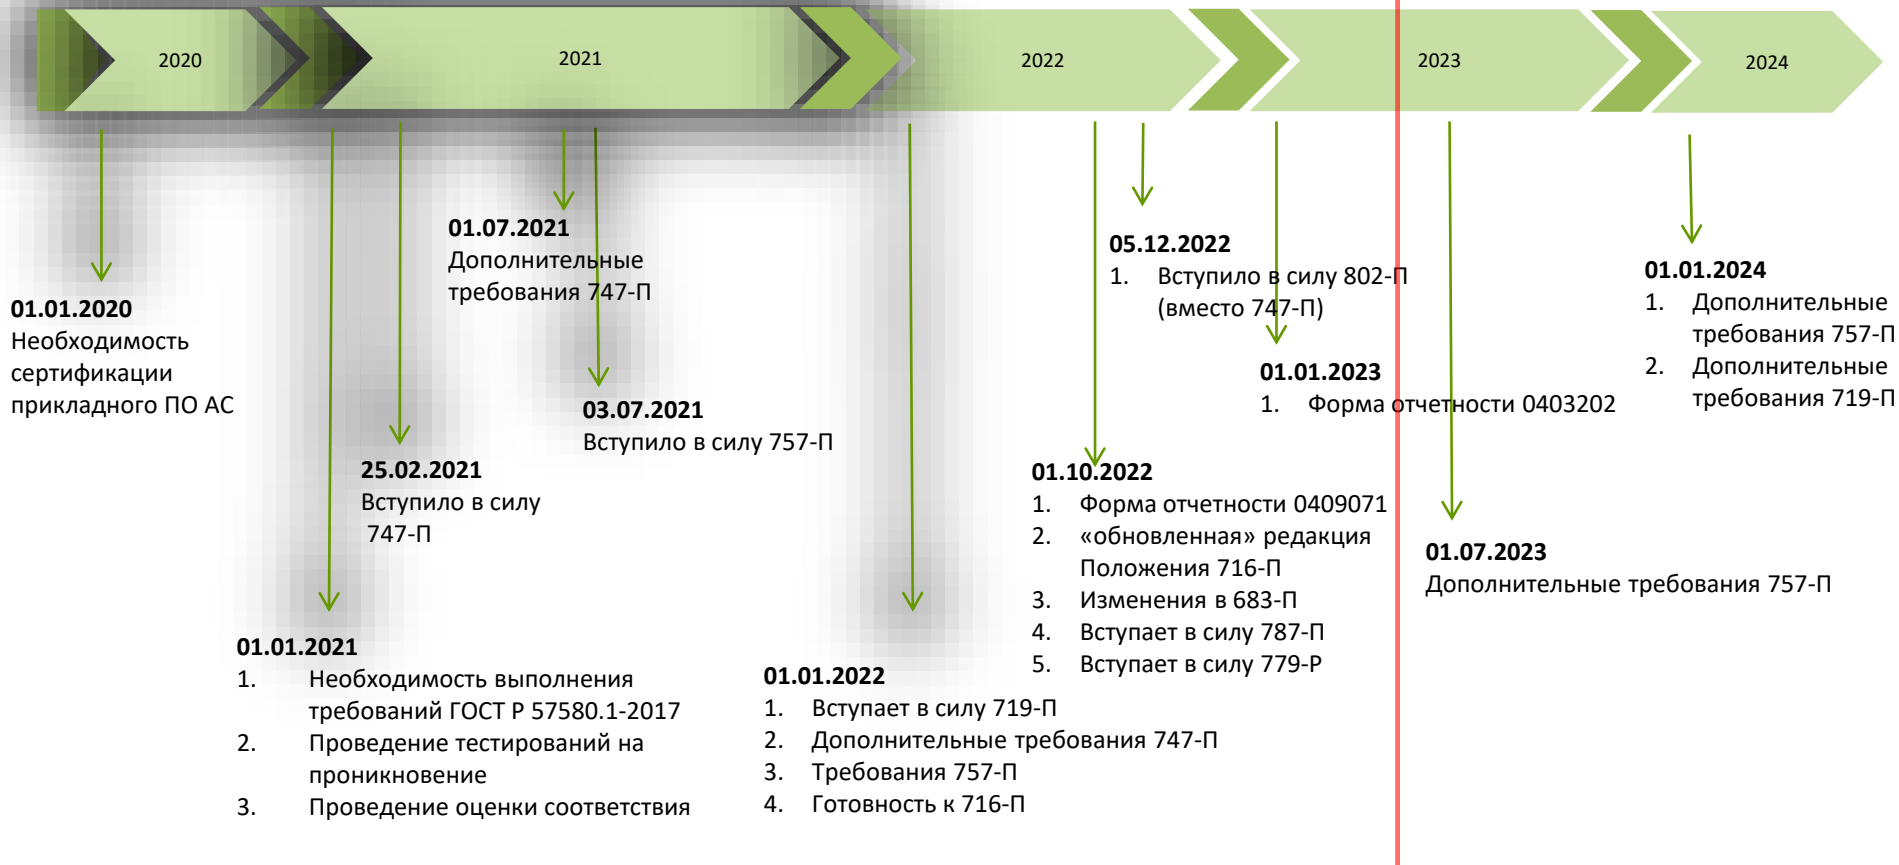 2020
2021
2022
2023
2024
01.01.2020
Необходимость
сертификации
прикладного ПО АС
01.01.2021
1. Необходимость выполнения
требований ГОСТ Р 57580.1-2017
2. Проведение тестирований на
проникновение
3. Проведение оценки соответствия
25.02.2021
Вступило в силу
747-П
01.07.2021
Дополнительные
требования 747-П
03.07.2021
Вступило в силу 757-П
01.01.2022
1. Вступает в силу 719-П
2. Дополнительные требования 747-П
3. Требования 757-П
4. Готовность к 716-П
01.10.2022
1. Форма отчетности 0409071
2. «обновленная» редакция
Положения 716-П
3. Изменения в 683-П
4. Вступает в силу 787-П
5. Вступает в силу 779-Р
05.12.2022
1. Вступило в силу 802-П
(вместо 747-П)
01.01.2023
1. Форма отчетности 0403202
01.07.2023
Дополнительные требования 757-П
01.01.2024
1. Дополнительные
требования 757-П
2. Дополнительные
требования 719-П